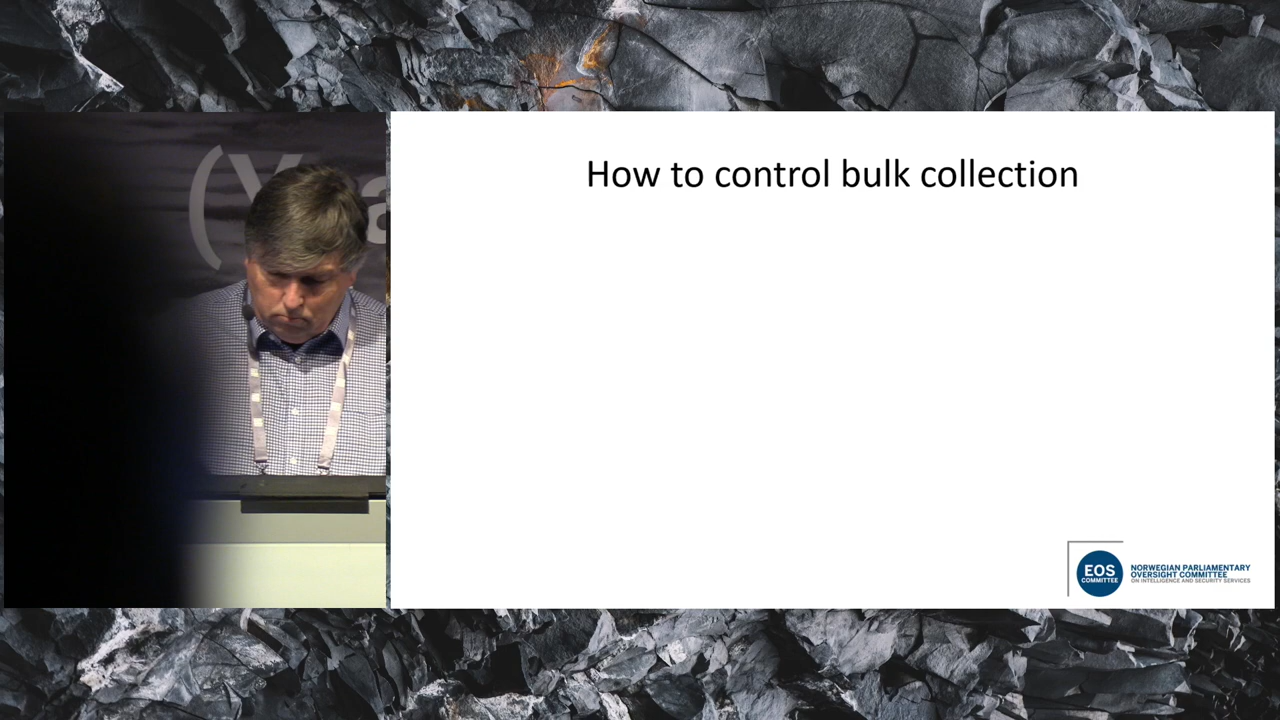 How to control bulk collection
EOS
COMMITTEE
NORWEGIAN PARLIAMENTARY
OVERSIGHT COMMITTEE
ON INTELLIGENCE AND SECURITY SERVICES